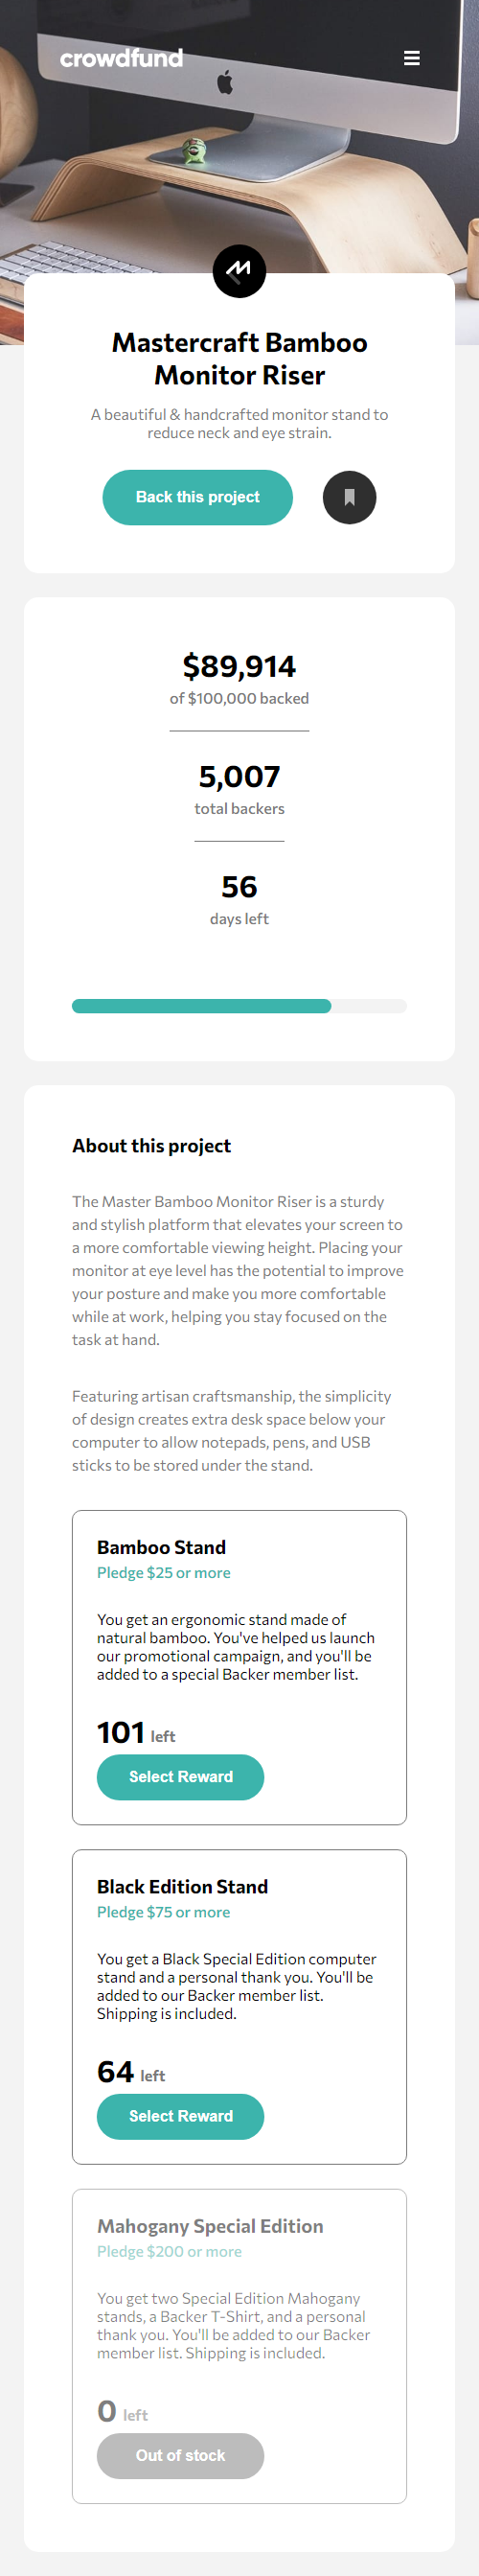 crowdfund
Mastercraft Bamboo
Monitor Riser
A beautiful & handcrafted monitor stand to
reduce neck and eye strain.
Back this project
$89,914
of $100,000 backed
5,007
total backers
56
days left
About this project
The Master Bamboo Monitor Riser is a sturdy
and stylish platform that elevates your screen to
a more comfortable viewing height. Placing your
monitor at eye level has the potential to improve
your posture and make you more comfortable
while at work, helping you stay focused on the
task at hand.
Featuring artisan craftsmanship, the simplicity
of design creates extra desk space below your
computer to allow notepads, pens, and USB
sticks to be stored under the stand.
Bamboo Stand
Pledge $25 or more
You get an ergonomic stand made of
natural bamboo. You've helped us launch
our promotional campaign, and you'll be
added to a special Backer member list.
101 left
Select Reward
Black Edition Stand
Pledge $75 or more
You get a Black Special Edition computer
stand and a personal thank you. You'll be
added to our Backer member list.
Shipping is included.
64 left
Select Reward
Mahogany Special Edition
Pledge $200 or more
You get two Special Edition Mahogany
stands, a Backer T-Shirt, and a personal
thank you. You'll be added to our Backer
member list. Shipping is included.
0 left
Out of stock